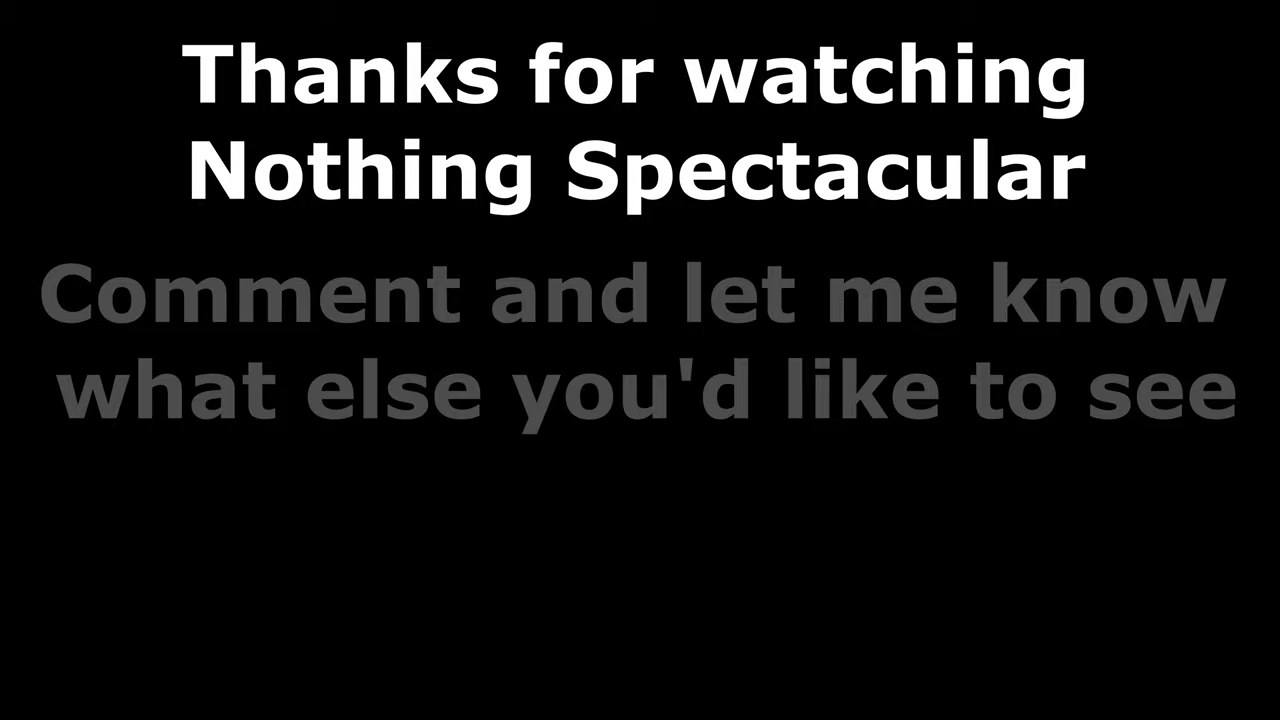 Thanks for watching
Nothing Spectacular
Comment and let me know
what else you'd like to see